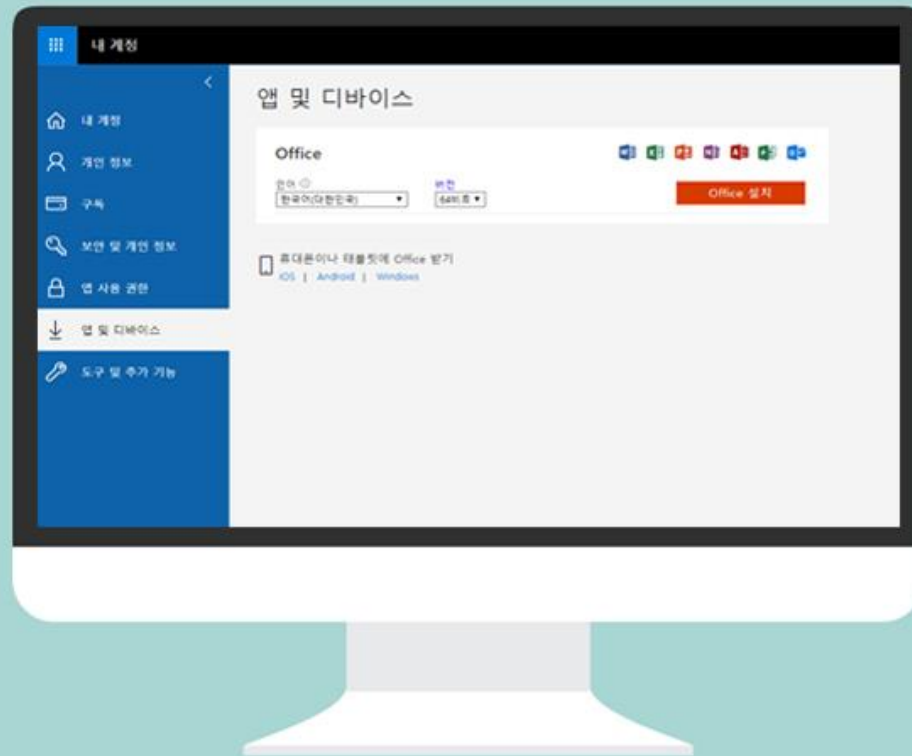 내 계정
내 계정
개인 정보
구독
보안 및 개인 정보
앱 사용 권한
앱 및 디바이스
도구 및 추가 기능
앱 및 디바이스
Office
언어 버전
한국어(대한민국) 64비트
Office 설치
휴대폰이나 태블릿에 Office 받기
iOS | Android | Windows